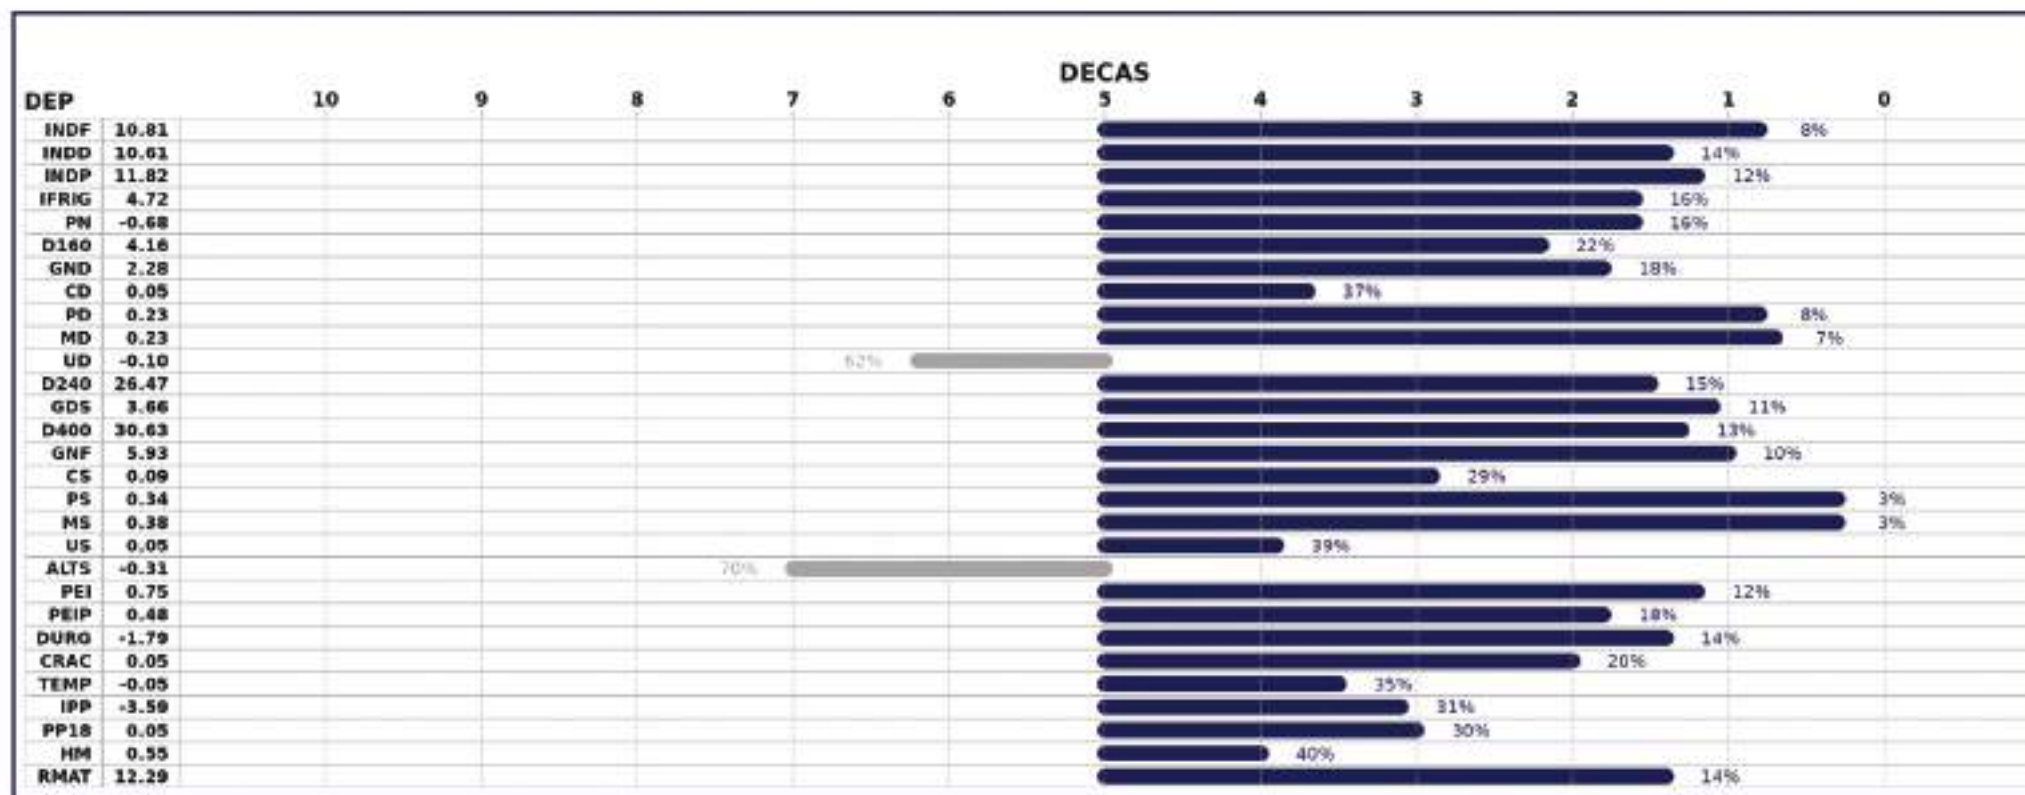 DECAS
DEP 10 9 8 7 6 5 4 3 2 1 0
INDF 10.81 8%
INDD 10.61 14%
INDP 11.82 12%
IFRIG 4.72 16%
PN -0.68 16%
D160 4.16 22%
GND 2.28 18%
CD 0.05 37%
PD 0.23 8%
MD 0.23 7%
UD -0.10 62%
D240 26.47 15%
GDS 3.66 11%
D400 30.63 13%
GNF 5.93 10%
CS 0.09 29%
PS 0.34 3%
MS 0.38 3%
US 0.05 39%
ALTS -0.31 70%
PEI 0.75 12%
PEIP 0.48 18%
DURG -1.79 14%
CRAC 0.05 20%
TEMP -0.05 35%
IPP -3.59 31%
PP18 0.05 30%
HM 0.55 40%
RMAT 12.29 14%